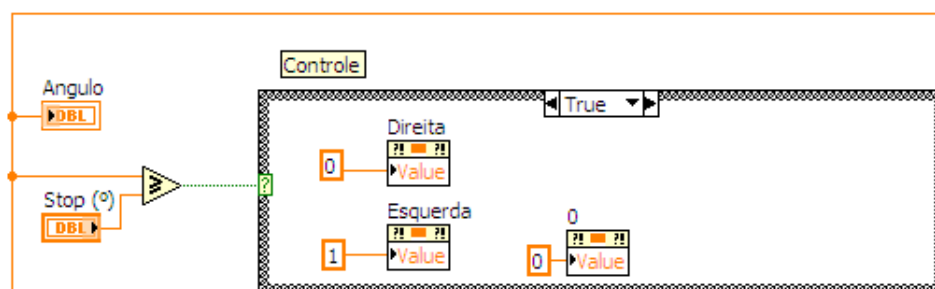 Controle
Angulo
DBL
True
Direita
?! ?!
0
Value
Stop (º)
DBL
?
Esquerda
?! ?!
1
Value
0
?! ?!
0
Value